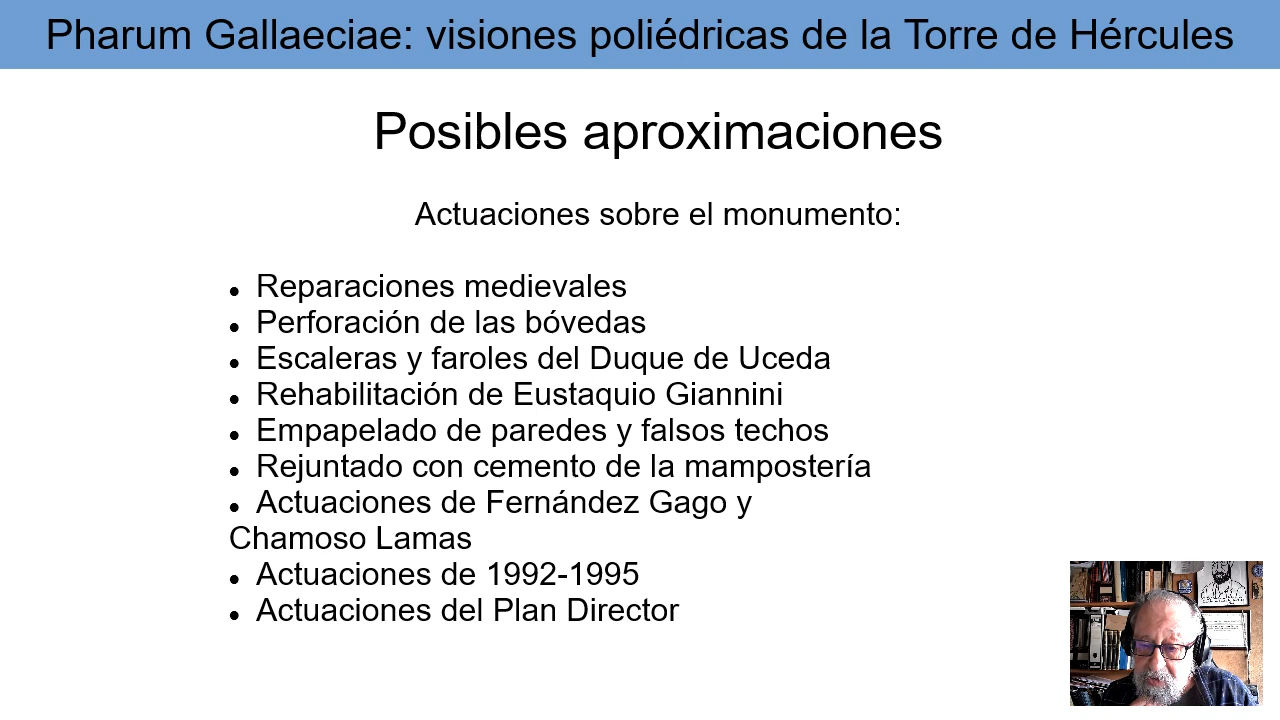 Pharum Gallaeciae: visiones poliédricas de la Torre de Hércules
Posibles aproximaciones
Actuaciones sobre el monumento:
● Reparaciones medievales
● Perforación de las bóvedas
● Escaleras y faroles del Duque de Uceda
● Rehabilitación de Eustaquio Giannini
● Empapelado de paredes y falsos techos
● Rejuntado con cemento de la mampostería
● Actuaciones de Fernández Gago y
Chamoso Lamas
● Actuaciones de 1992-1995
● Actuaciones del Plan Director